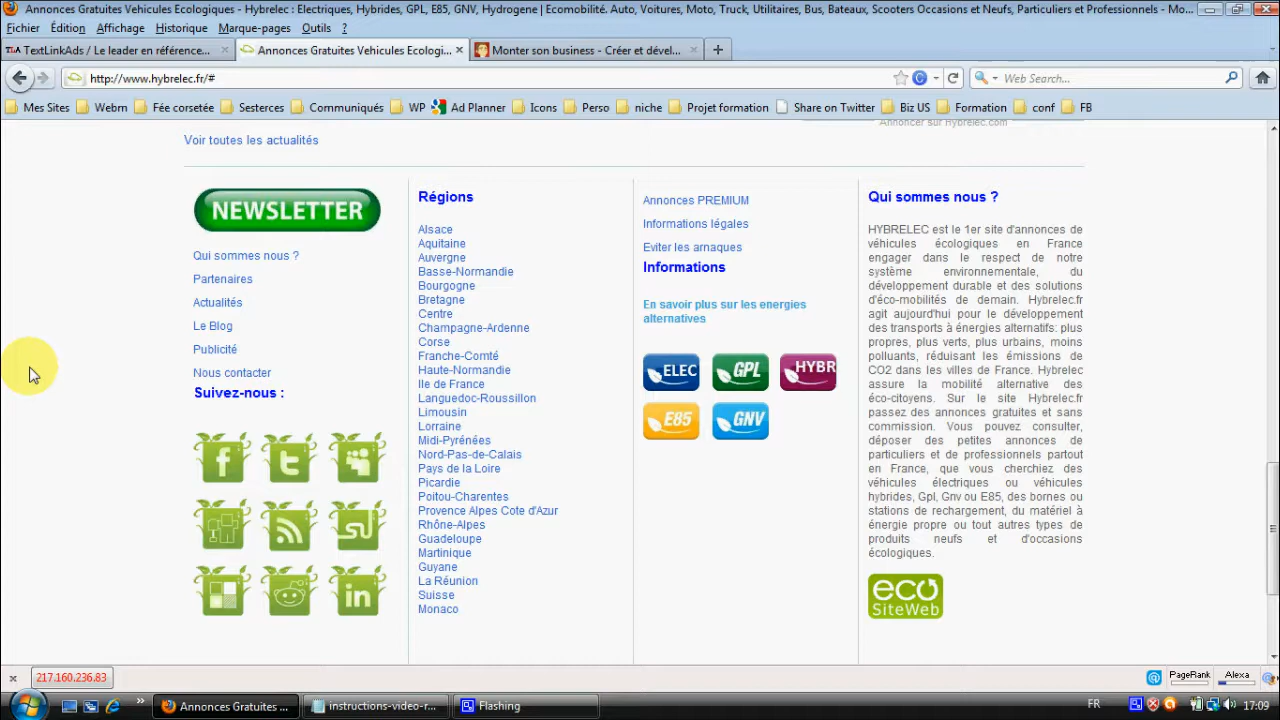 Annonces Gratuites Vehicules Ecologiques - Hybrelec : Electriques, Hybrides, GPL, E85, GNV, Hydrogene | Ecomobilité. Auto, Voitures, Moto, Truck, Utilitaires, Bus, Bateaux, Scooters Occasions et Neufs, Particuliers et Professionnels - Mo...
Fichier Édition Affichage Historique Marque-pages Outils ?
TLA TextLinkAds / Le leader en référence... Annonces Gratuites Vehicules Ecologi... Monter son business - Créer et dével...
http://www.hybrelec.fr/# Web Search...
Mes Sites Webrn Fée corsetée Sesterces Communiqués WP Ad Planner Icons Perso niche Projet formation Share on Twitter Biz US Formation conf FB
Annoncer sur Hybrelec.com
Voir toutes les actualités
NEWSLETTER
Qui sommes nous ?
Partenaires
Actualités
Le Blog
Publicité
Nous contacter
Suivez-nous :
Régions
Alsace
Aquitaine
Auvergne
Basse-Normandie
Bourgogne
Bretagne
Centre
Champagne-Ardenne
Corse
Franche-Comté
Haute-Normandie
Ile de France
Languedoc-Roussillon
Limousin
Lorraine
Midi-Pyrénées
Nord-Pas-de-Calais
Pays de la Loire
Picardie
Poitou-Charentes
Provence Alpes Cote d'Azur
Rhône-Alpes
Guadeloupe
Martinique
Guyane
La Réunion
Suisse
Monaco
Annonces PREMIUM
Informations légales
Eviter les arnaques
Informations
En savoir plus sur les energies
alternatives
ELEC GPL HYBR
E85 GNV
Qui sommes nous ?
HYBRELEC est le 1er site d'annonces de
véhicules écologiques en France
engager dans le respect de notre
système environnementale, du
développement durable et des solutions
d'éco-mobilités de demain. Hybrelec.fr
agit aujourd'hui pour le développement
des transports à énergies alternatifs: plus
propres, plus verts, plus urbains, moins
polluants, réduisant les émissions de
CO2 dans les villes de France. Hybrelec
assure la mobilité alternative des
éco-citoyens. Sur le site Hybrelec.fr
passez des annonces gratuites et sans
commission. Vous pouvez consulter,
déposer des petites annonces de
particuliers et de professionnels partout
en France, que vous cherchiez des
véhicules électriques ou véhicules
hybrides, Gpl, Gnv ou E85, des bornes ou
stations de rechargement, du matériel à
énergie propre ou tout autres types de
produits neufs et d'occasions
écologiques.
eco
SiteWeb
217.160.236.83 PageRank Alexa
Annonces Gratuites ... instructions-video-r... Flashing FR 17:09